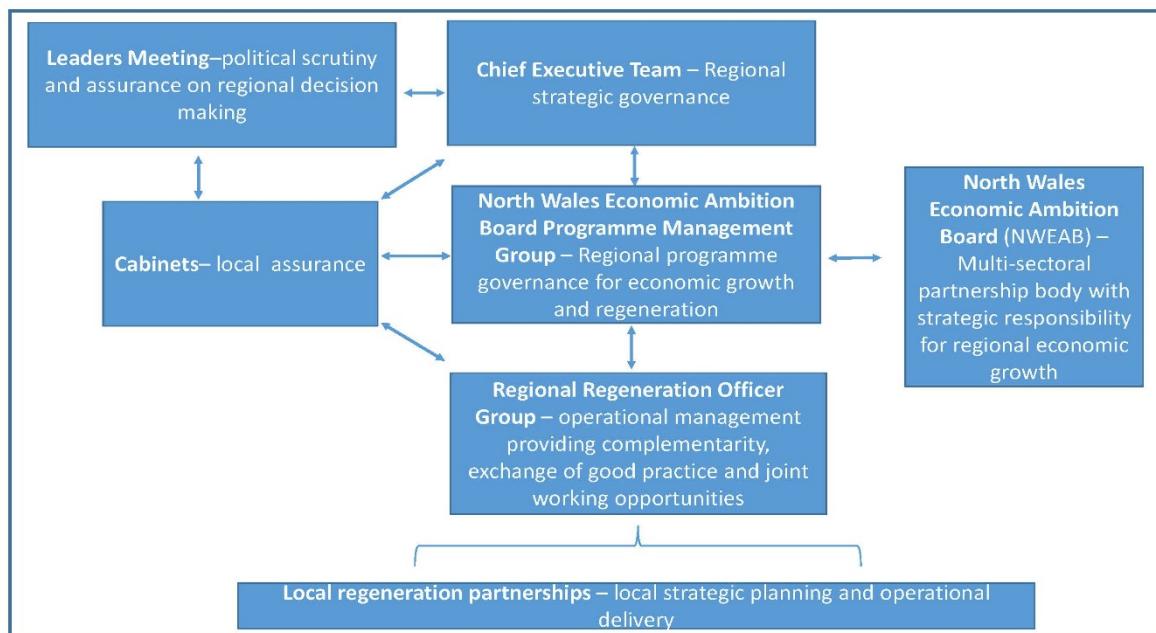 Leaders Meeting–political scrutiny
and assurance on regional decision
making
Chief Executive Team – Regional
strategic governance
Cabinets– local  assurance
North Wales Economic Ambition
Board Programme Management
Group – Regional programme
governance for economic growth
and regeneration
North Wales
Economic Ambition
Board (NWEAB) –
Multi-sectoral
partnership body with
strategic responsibility
for regional economic
growth
Regional Regeneration Officer
Group – operational management
providing complementarity,
exchange of good practice and joint
working opportunities
Local regeneration partnerships – local strategic planning and operational
delivery